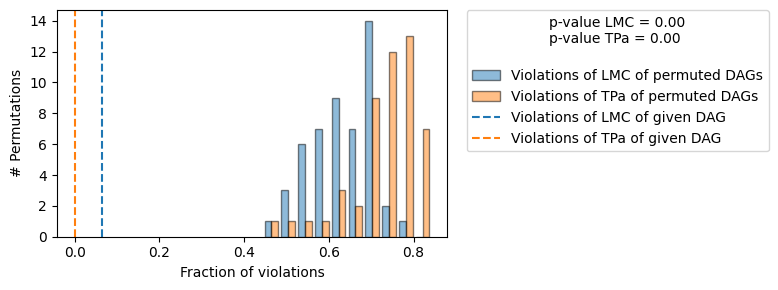 14
12
10
8
6
4
2
0
# Permutations
0.0 0.2 0.4 0.6 0.8
Fraction of violations
p-value LMC = 0.00
p-value TPa = 0.00
Violations of LMC of permuted DAGs
Violations of TPa of permuted DAGs
Violations of LMC of given DAG
Violations of TPa of given DAG